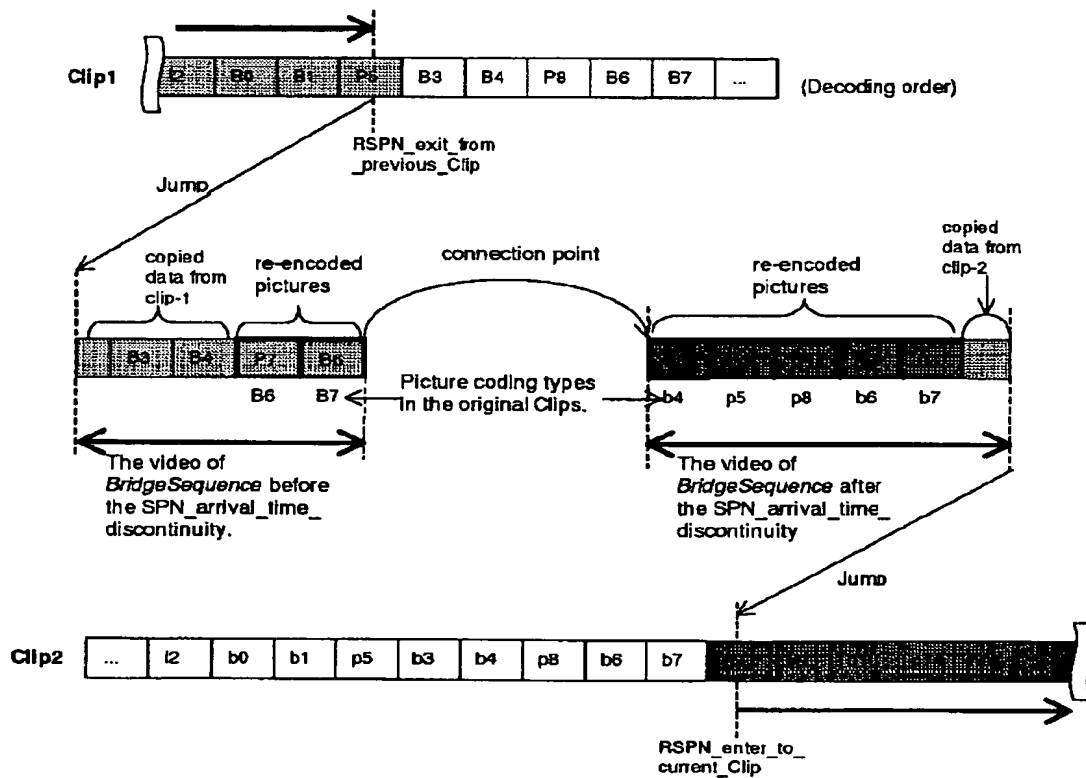 Clip1
I2 B0 B1 P5 B3 B4 P8 B6 B7 ...
(Decoding order)
RSPN_exit_from
_previous_Clip
Jump
copied
data from
clip-1
re-encoded
pictures
connection point
re-encoded
pictures
copied
data from
clip-2
B3 B4 P7
B6 B7
Picture coding types
in the original Clips.
b4 p5 p8 b6 b7
The video of
BridgeSequence before
the SPN_arrival_time_
discontinuity.
The video of
BridgeSequence after
the SPN_arrival_time_
discontinuity
Jump
Clip2
... i2 b0 b1 p5 b3 b4 p8 b6 b7
RSPN_enter_to_
current_Clip